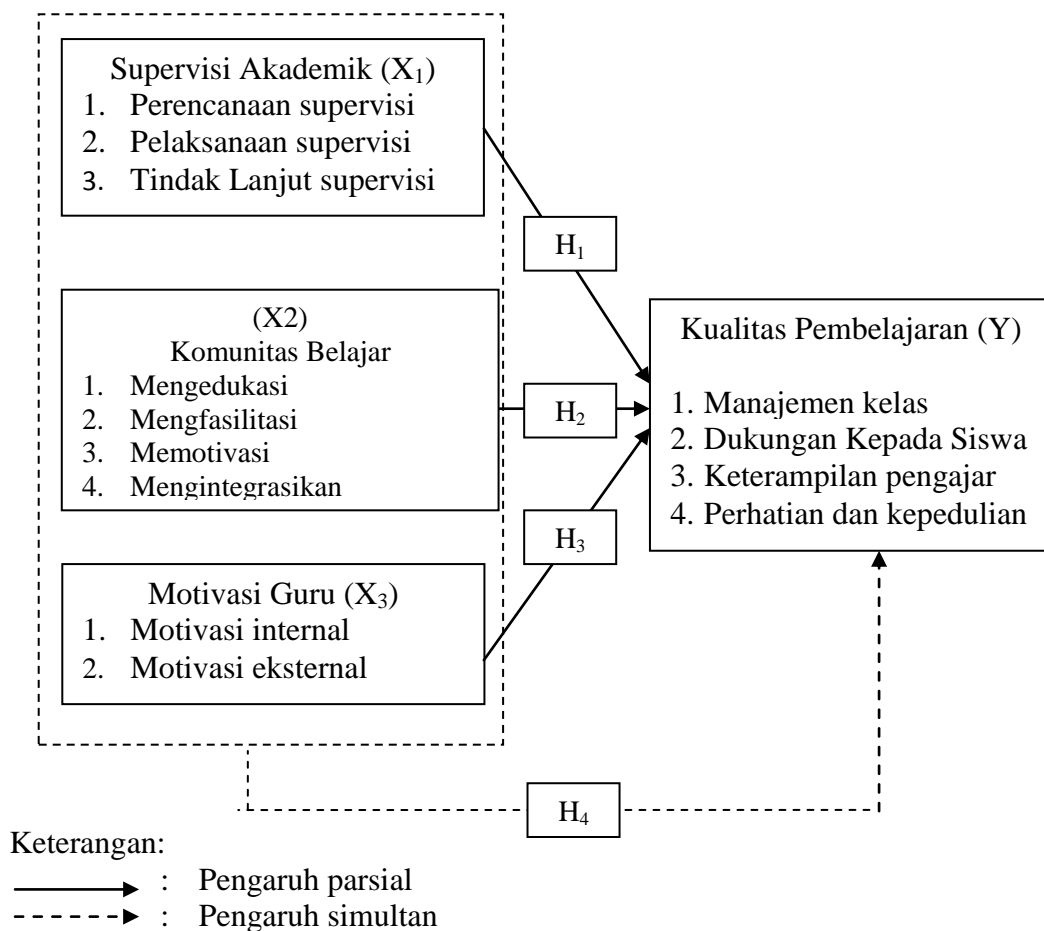 Supervisi Akademik (X₁)
1. Perencanaan supervisi
2. Pelaksanaan supervisi
3. Tindak Lanjut supervisi
H₁
(X2)
Komunitas Belajar
1. Mengedukasi
2. Mengfasilitasi
3. Memotivasi
4. Mengintegrasikan
H₂
Kualitas Pembelajaran (Y)
1. Manajemen kelas
2. Dukungan Kepada Siswa
3. Keterampilan pengajar
4. Perhatian dan kepedulian
H₃
Motivasi Guru (X₃)
1. Motivasi internal
2. Motivasi eksternal
H₄
Keterangan:
: Pengaruh parsial
: Pengaruh simultan